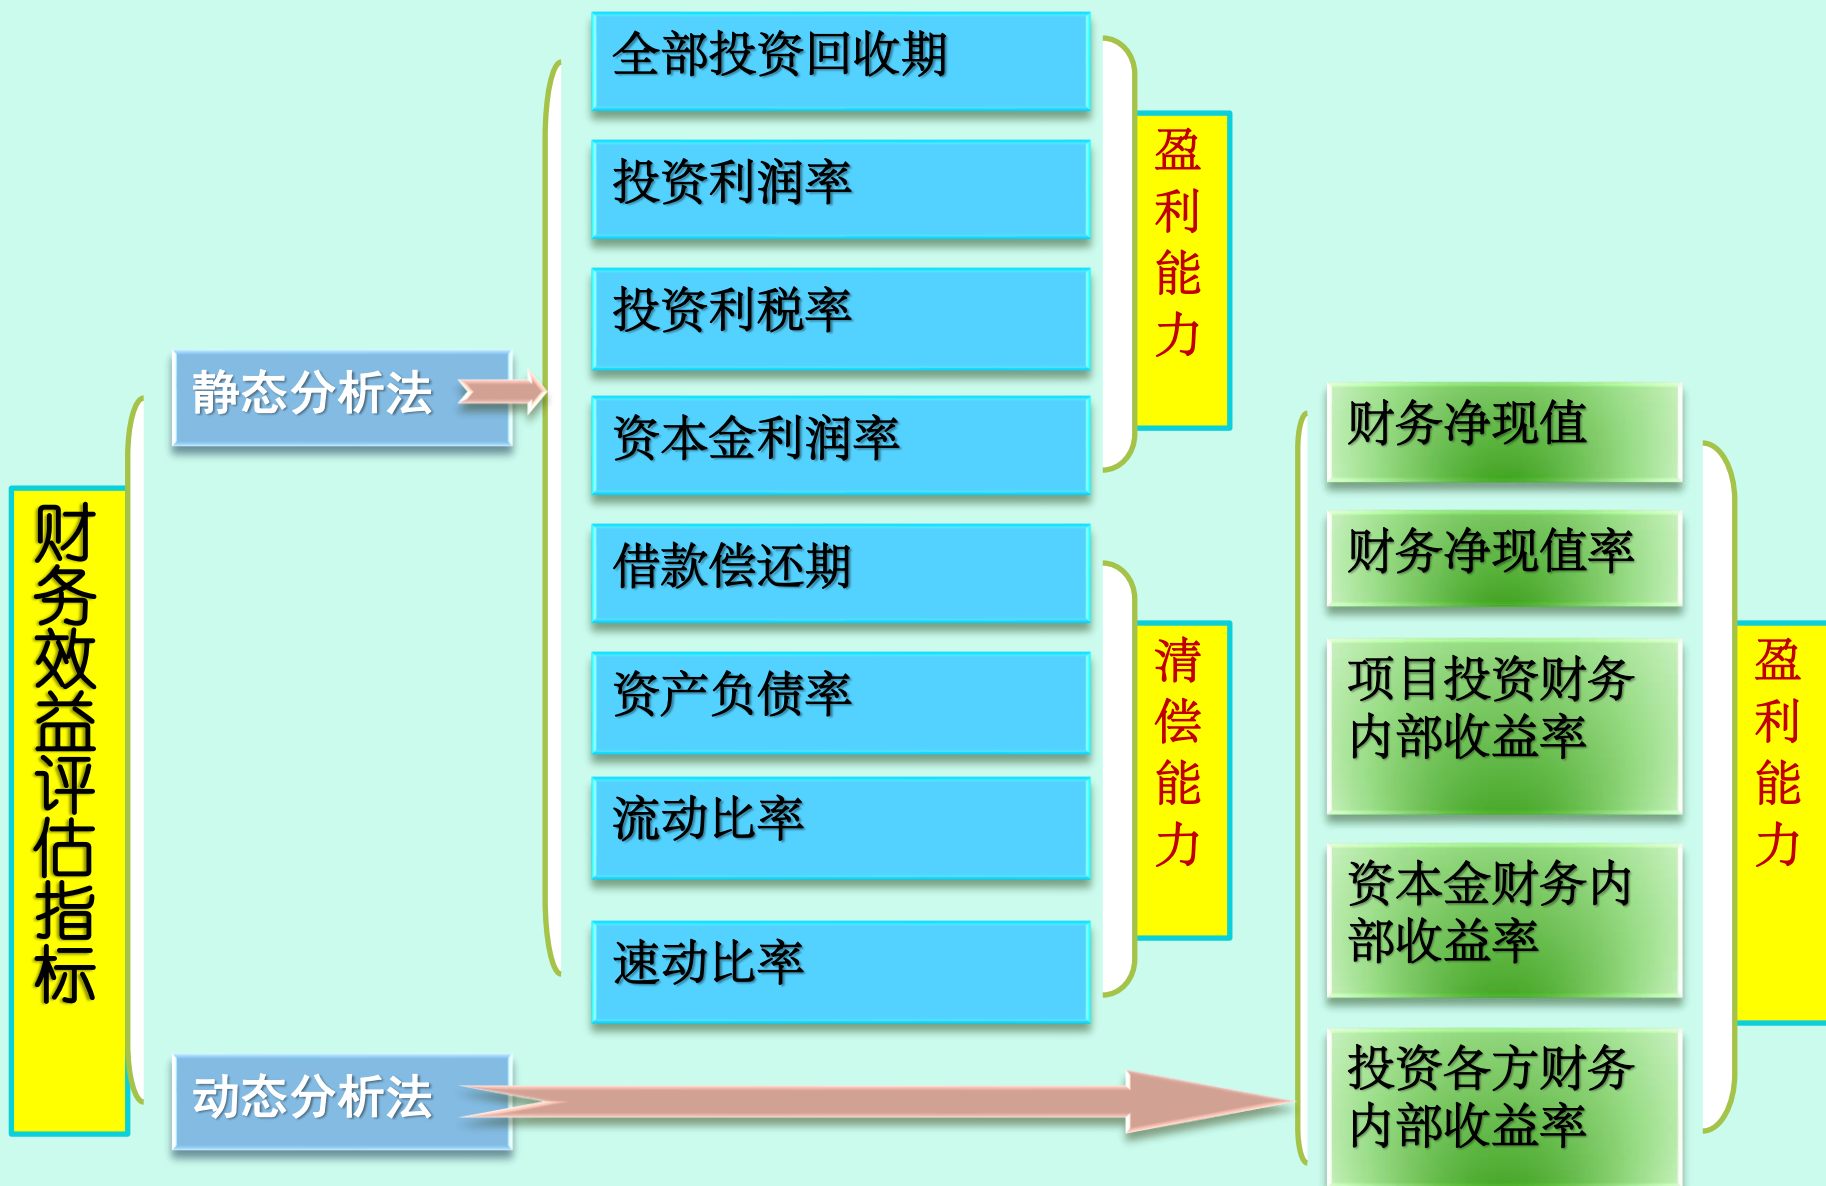 财务效益评估指标
静态分析法
动态分析法
全部投资回收期
投资利润率
投资利税率
资本金利润率
借款偿还期
资产负债率
流动比率
速动比率
盈利能力
清偿能力
财务净现值
财务净现值率
项目投资财务
内部收益率
资本金财务内
部收益率
投资各方财务
内部收益率
盈利能力